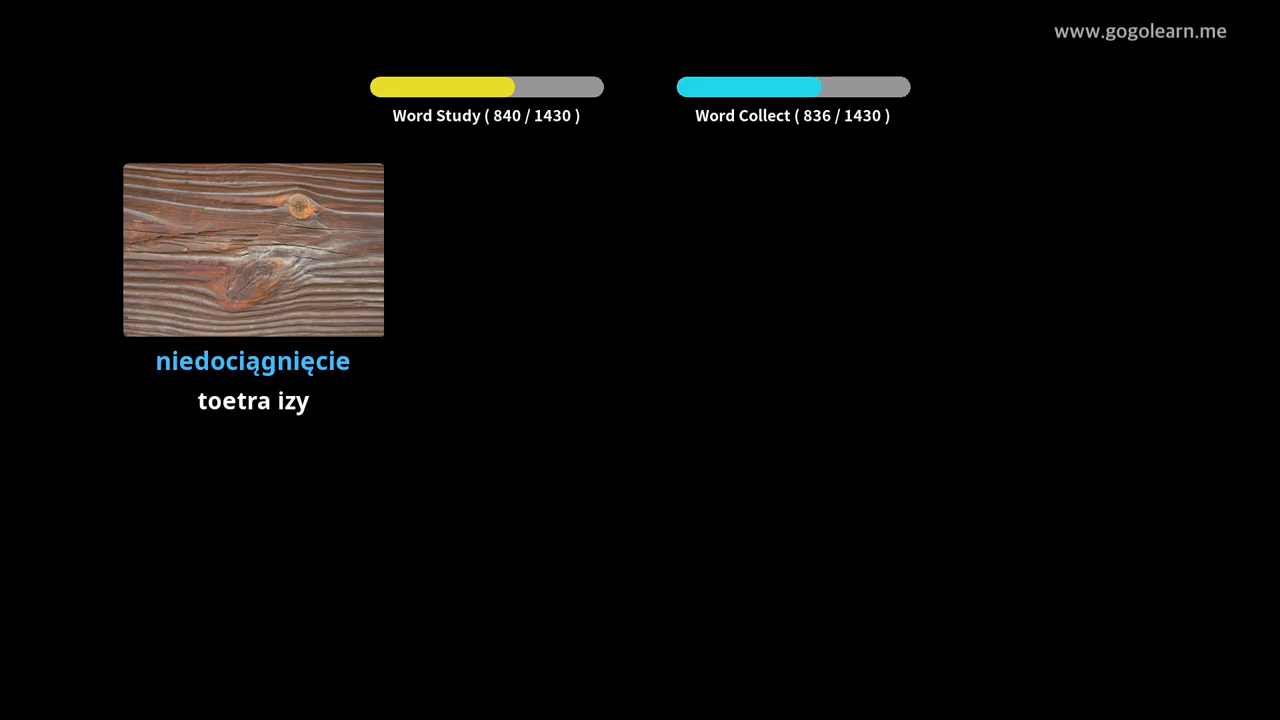 www.gogolearn.me
Word Study ( 840 / 1430 )
Word Collect ( 836 / 1430 )
niedociągnięcie
toetra izy